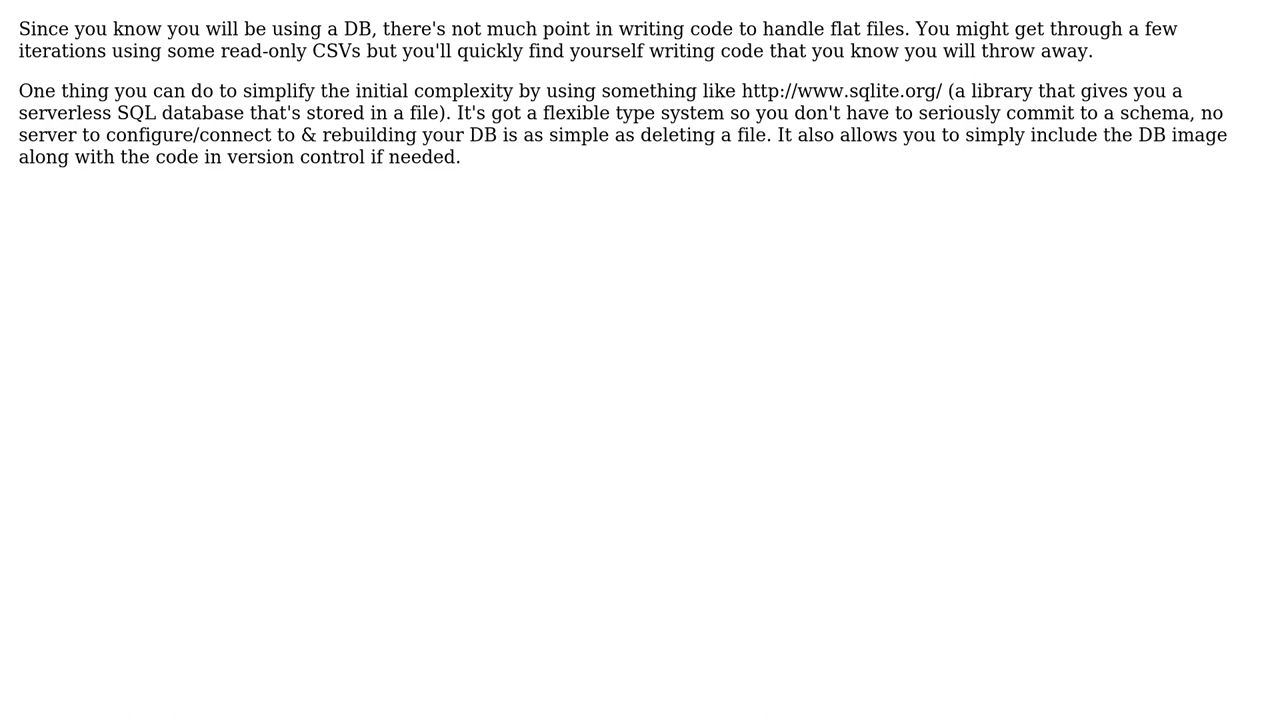 Since you know you will be using a DB, there's not much point in writing code to handle flat files. You might get through a few
iterations using some read-only CSVs but you'll quickly find yourself writing code that you know you will throw away.
One thing you can do to simplify the initial complexity by using something like http://www.sqlite.org/ (a library that gives you a
serverless SQL database that's stored in a file). It's got a flexible type system so you don't have to seriously commit to a schema, no
server to configure/connect to & rebuilding your DB is as simple as deleting a file. It also allows you to simply include the DB image
along with the code in version control if needed.